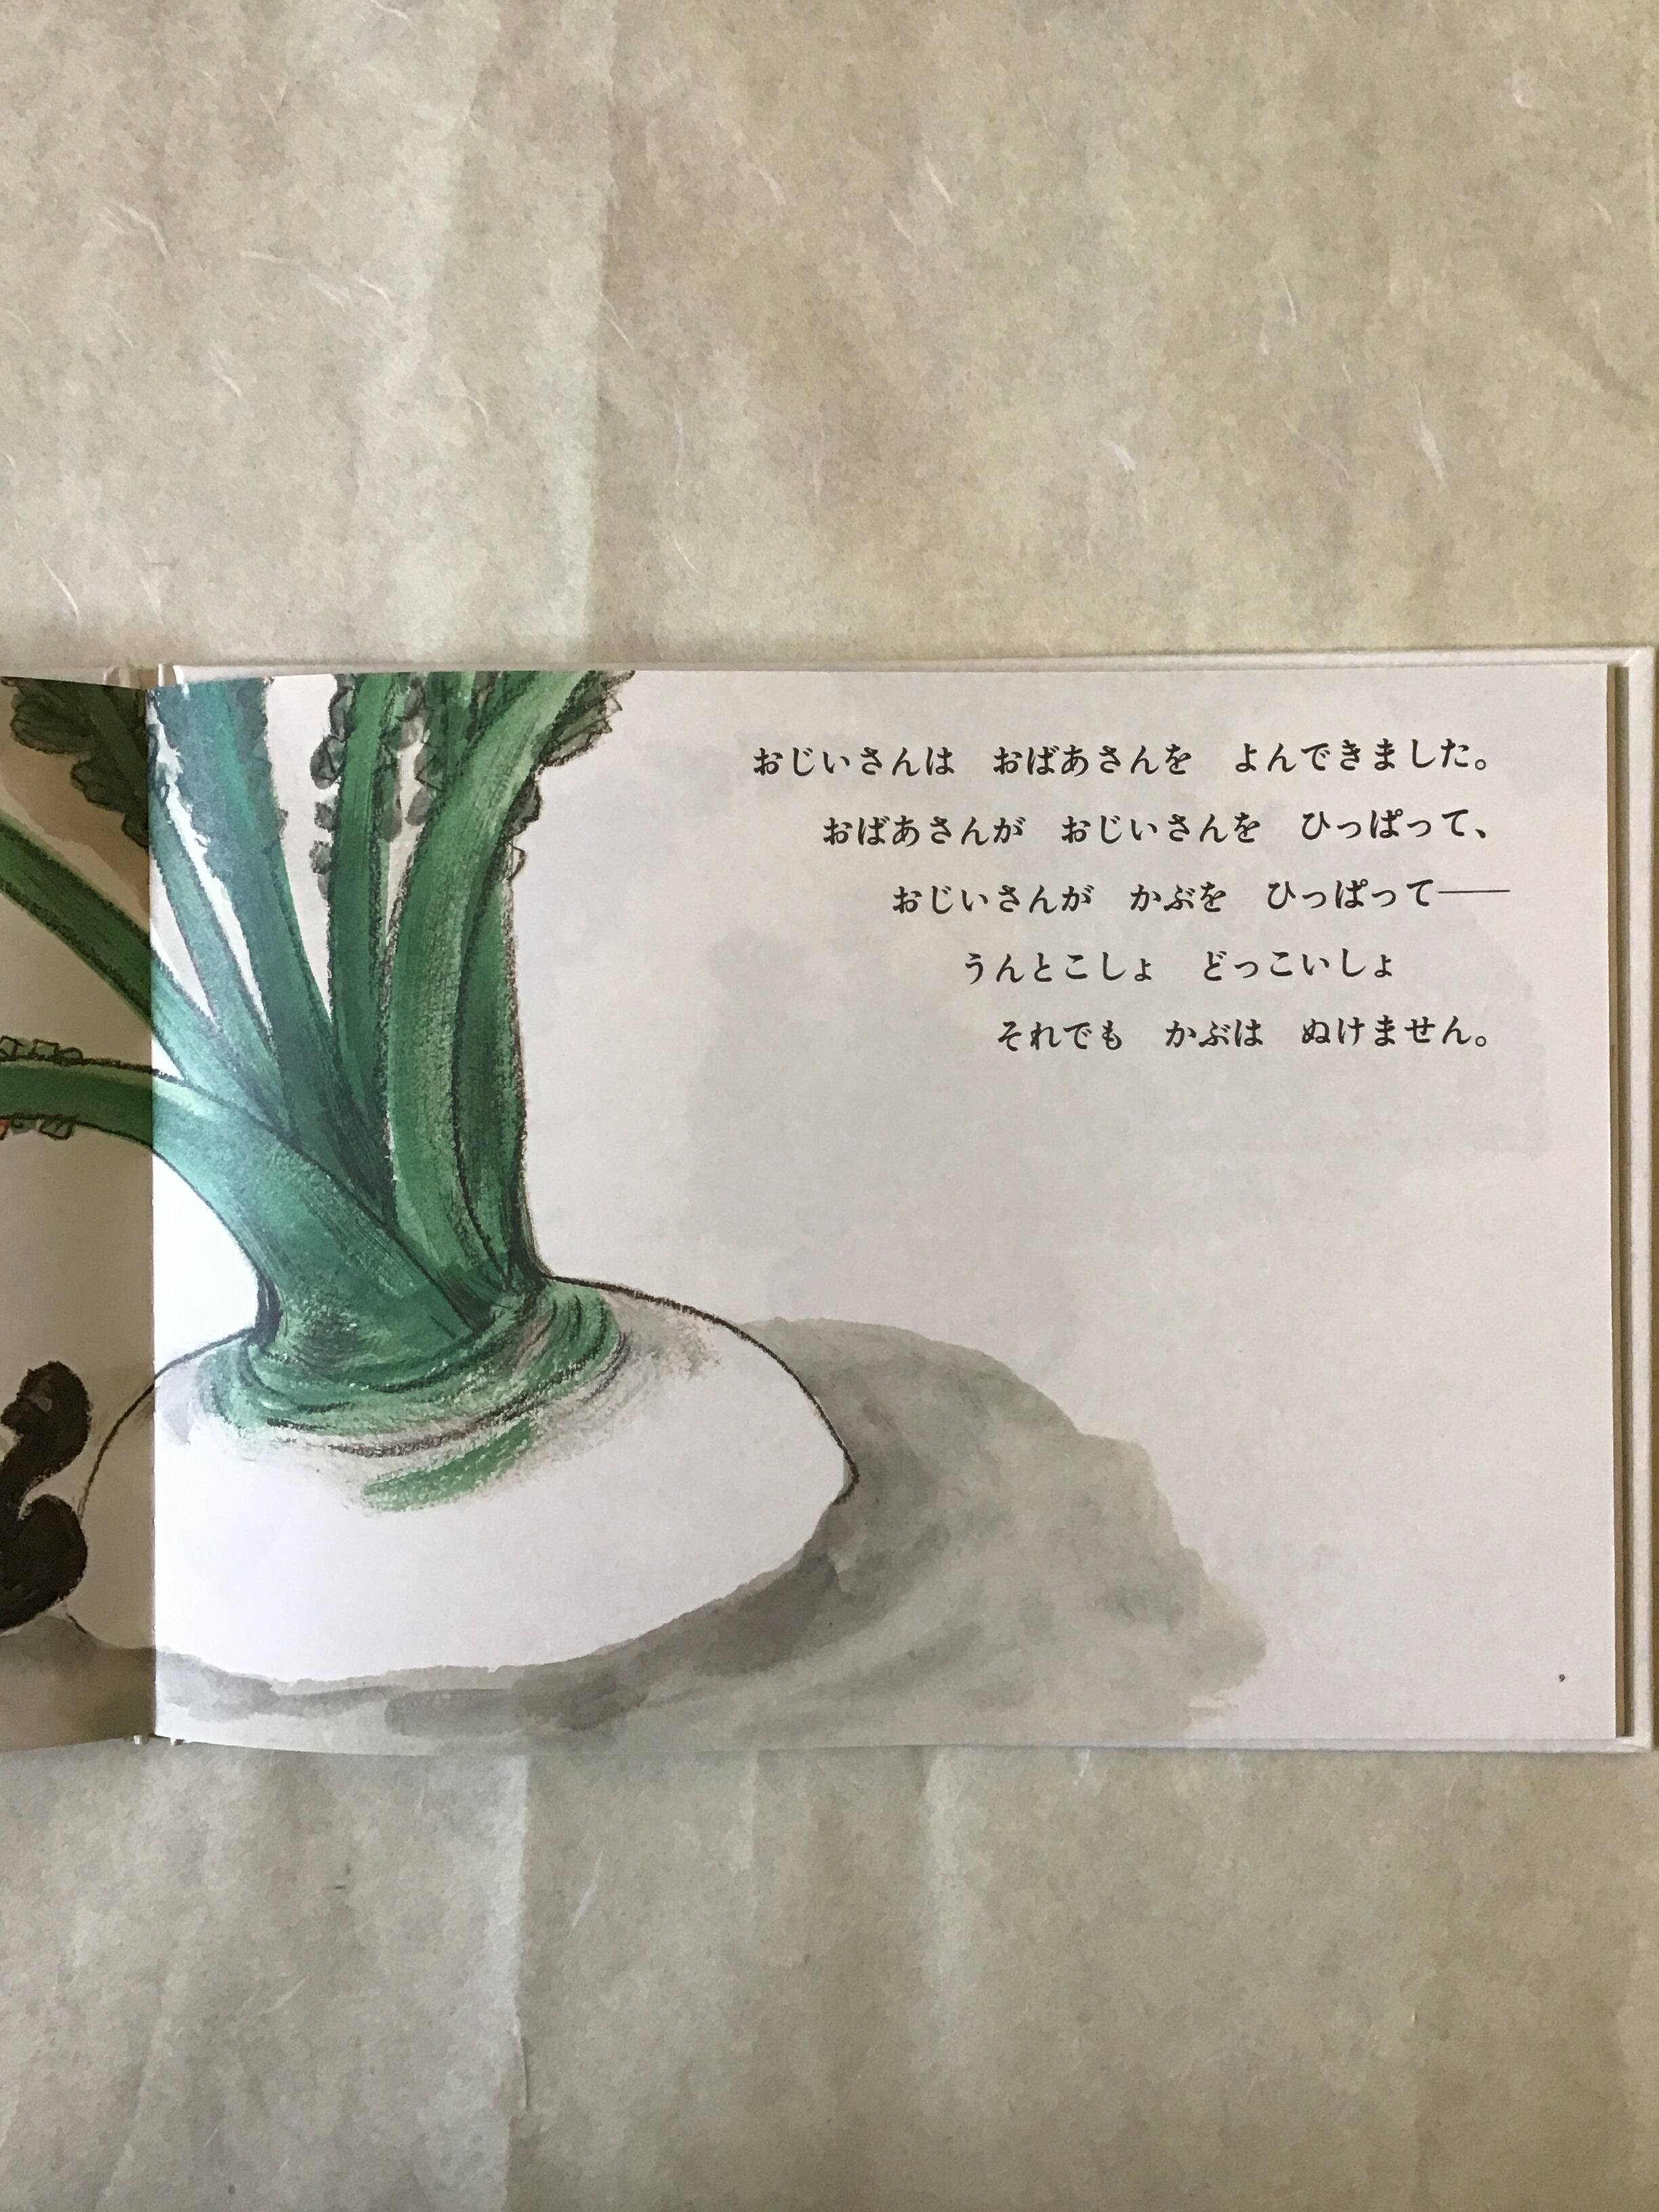 おじいさんは　おばあさんを　よんできました。
おばあさんが　おじいさんを　ひっぱって、
おじいさんが　かぶを　ひっぱって――
うんとこしょ　どっこいしょ
それでも　かぶは　ぬけません。
9